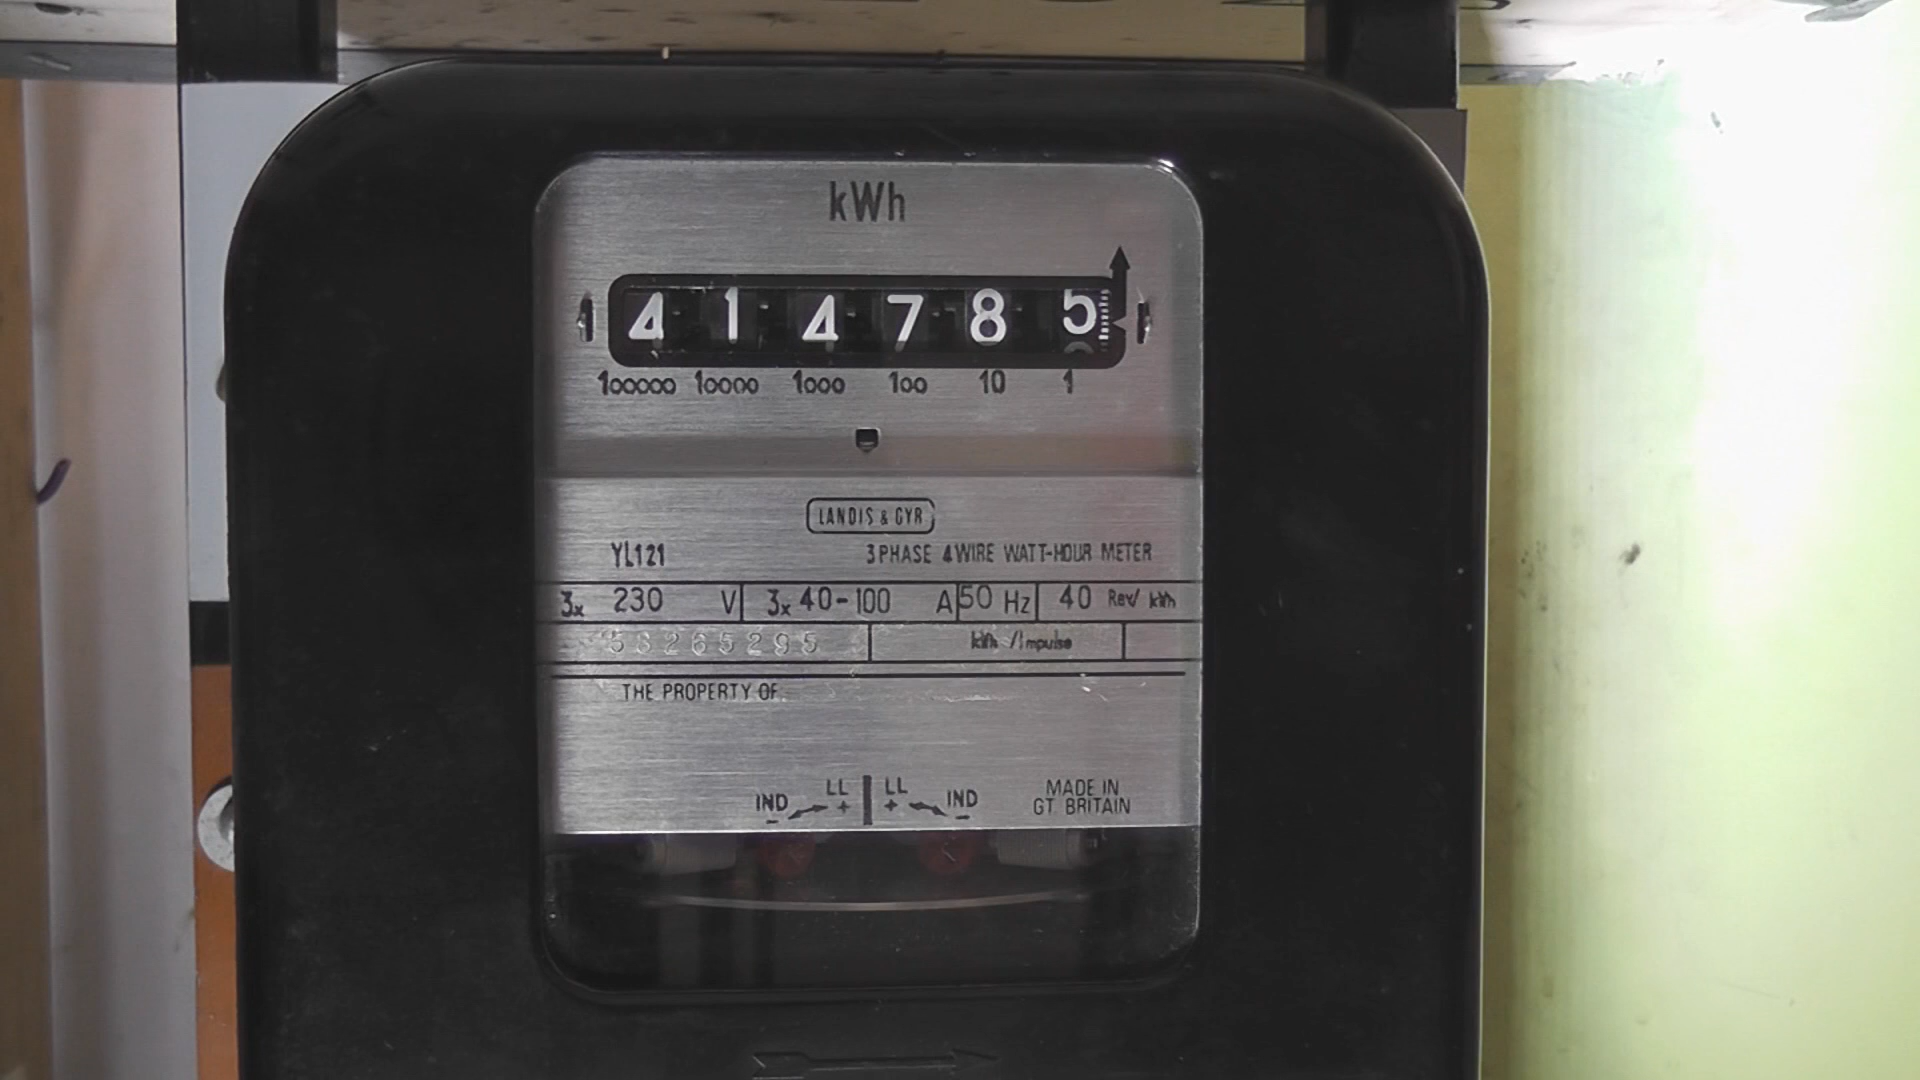 kWh
4 1 4 7 8 5
100000 10000 1000 100 10 1
LANDIS & GYR
YL121 3 PHASE 4 WIRE WATT-HOUR METER
3x 230 V 3x 40-100 A 50 Hz 40 Rev/ kWh
58265295 kWh /Impulse
THE PROPERTY OF
LL LL
IND + + IND
- -
MADE IN
GT. BRITAIN